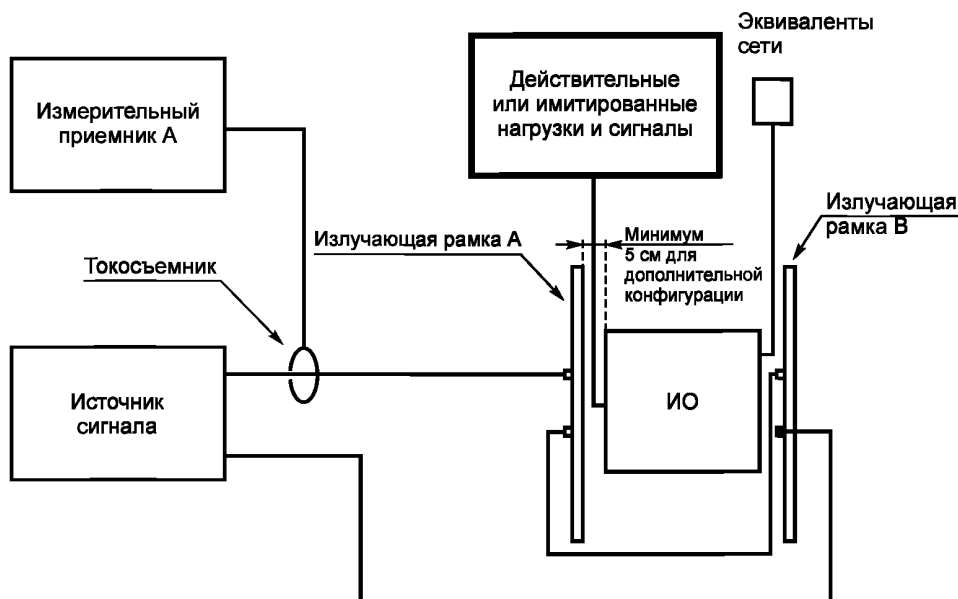 Эквиваленты
сети
Действительные
или имитированные
нагрузки и сигналы
Измерительный
приемник А
Излучающая
рамка В
Излучающая рамка А
Минимум
5 см для
дополнительной
конфигурации
Токосъемник
Источник
сигнала
ИО